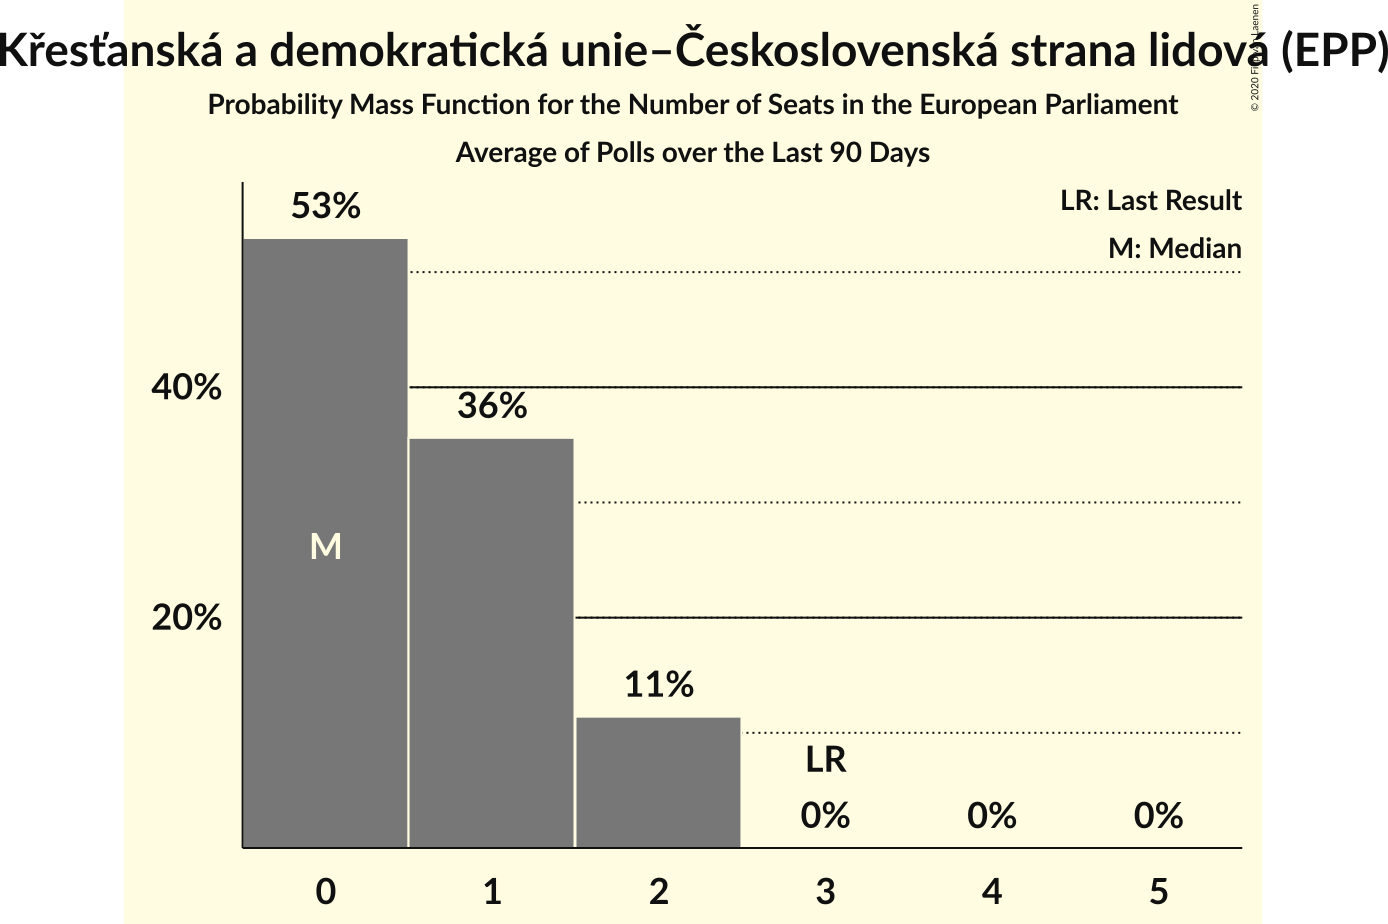 Křesťanská a demokratická unie–Československá strana lidová (EPP)
Probability Mass Function for the Number of Seats in the European Parliament
Average of Polls over the Last 90 Days
© 2020 Laenen
LR: Last Result
M: Median
53%
40%
36%
M
20%
11%
LR
0% 0% 0%
0 1 2 3 4 5